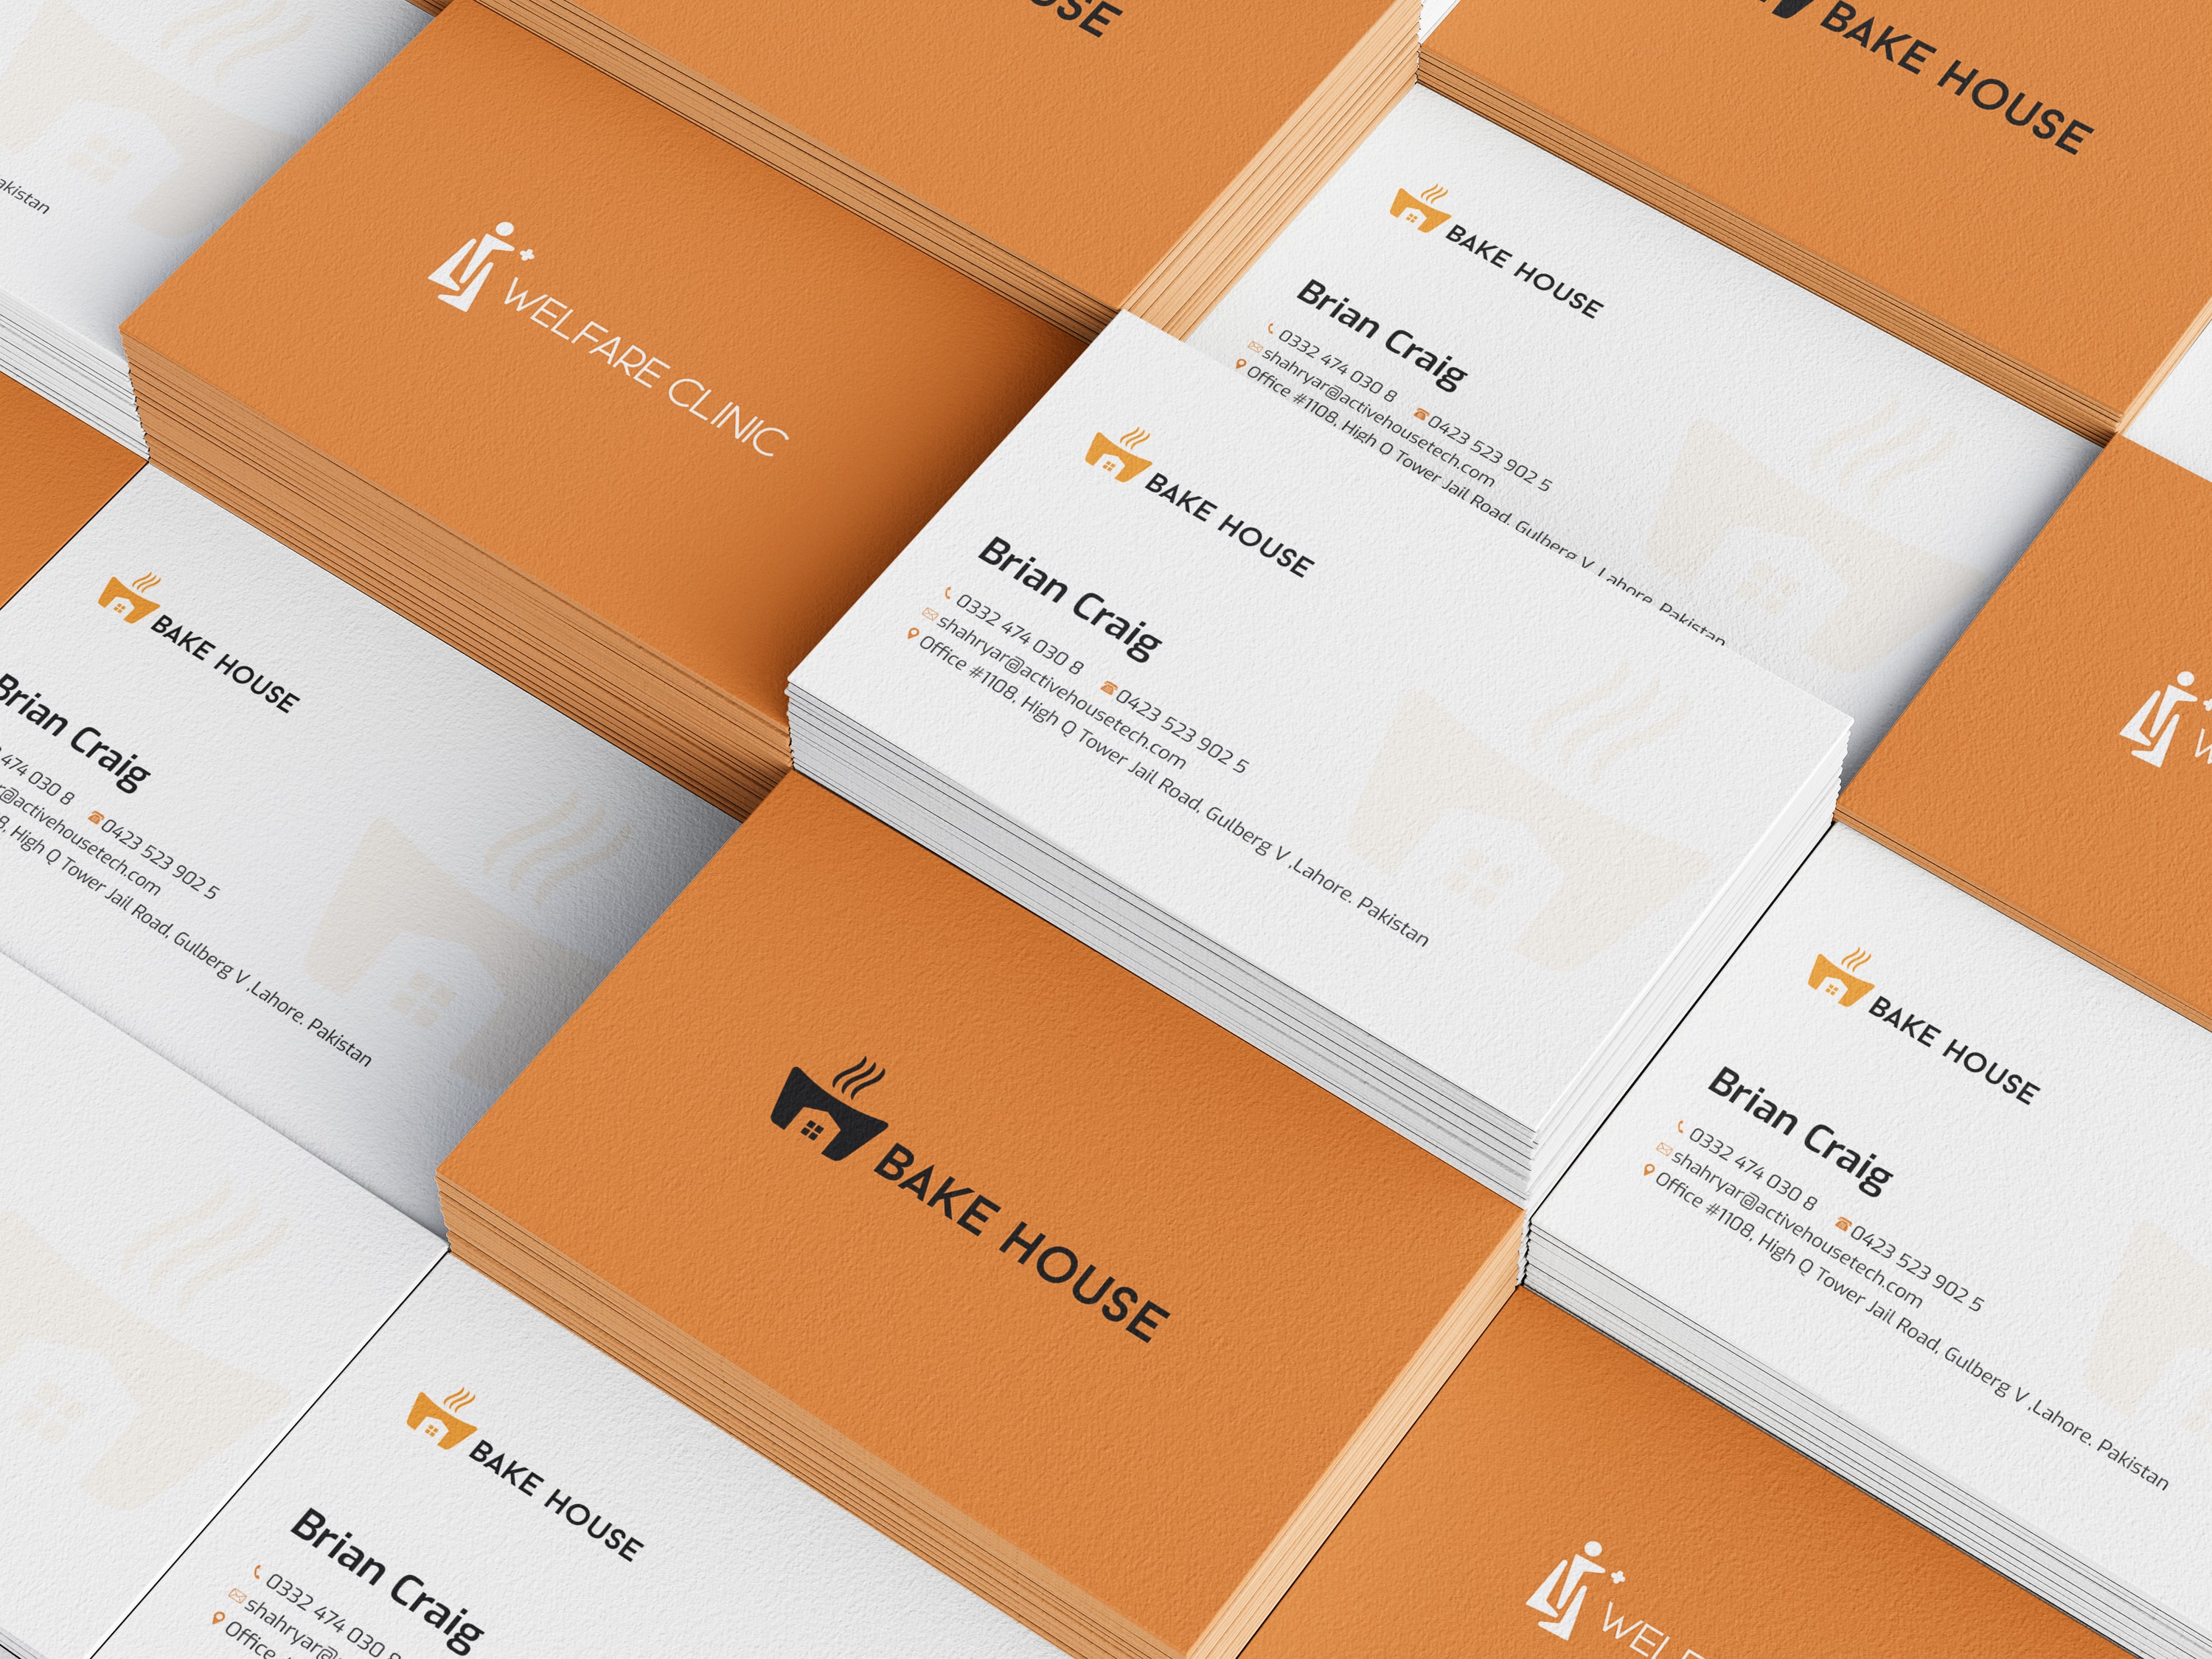 USE
BAKE HOUSE
akistan
WELFARE CLINIC
BAKE HOUSE
Brian Craig
0332 474 030 8 0423 523 902 5
shahryar@activehousetech.com
Office #1108, High Q Tower Jail Road, Gulberg V ,Lahore. Pakistan
BAKE HOUSE
Brian Craig
0332 474 030 8 0423 523 902 5
shahryar@activehousetech.com
Office #1108, High Q Tower Jail Road, Gulberg V ,Lahore. Pakistan
BAKE HOUSE
Brian Craig
474 030 8 0423 523 902 5
r@activehousetech.com
8, High Q Tower Jail Road, Gulberg V ,Lahore. Pakistan
W
BAKE HOUSE
BAKE HOUSE
Brian Craig
0332 474 030 8 0423 523 902 5
shahryar@activehousetech.com
Office #1108, High Q Tower Jail Road, Gulberg V ,Lahore. Pakistan
BAKE HOUSE
Brian Craig
0332 474 030 8
shahryar@
Office
WELF